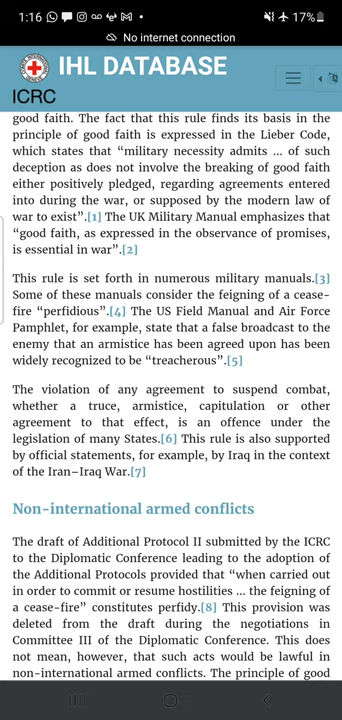 1:16
17%
No internet connection
IHL DATABASE
ICRC
good faith. The fact that this rule finds its basis in the
principle of good faith is expressed in the Lieber Code,
which states that “military necessity admits … of such
deception as does not involve the breaking of good faith
either positively pledged, regarding agreements entered
into during the war, or supposed by the modern law of
war to exist”.[1] The UK Military Manual emphasizes that
“good faith, as expressed in the observance of promises,
is essential in war”.[2]
This rule is set forth in numerous military manuals.[3]
Some of these manuals consider the feigning of a cease-
fire “perfidious”.[4] The US Field Manual and Air Force
Pamphlet, for example, state that a false broadcast to the
enemy that an armistice has been agreed upon has been
widely recognized to be “treacherous”.[5]
The violation of any agreement to suspend combat,
whether a truce, armistice, capitulation or other
agreement to that effect, is an offence under the
legislation of many States.[6] This rule is also supported
by official statements, for example, by Iraq in the context
of the Iran–Iraq War.[7]
Non-international armed conflicts
The draft of Additional Protocol II submitted by the ICRC
to the Diplomatic Conference leading to the adoption of
the Additional Protocols provided that “when carried out
in order to commit or resume hostilities … the feigning of
a cease-fire” constitutes perfidy.[8] This provision was
deleted from the draft during the negotiations in
Committee III of the Diplomatic Conference. This does
not mean, however, that such acts would be lawful in
non-international armed conflicts. The principle of good